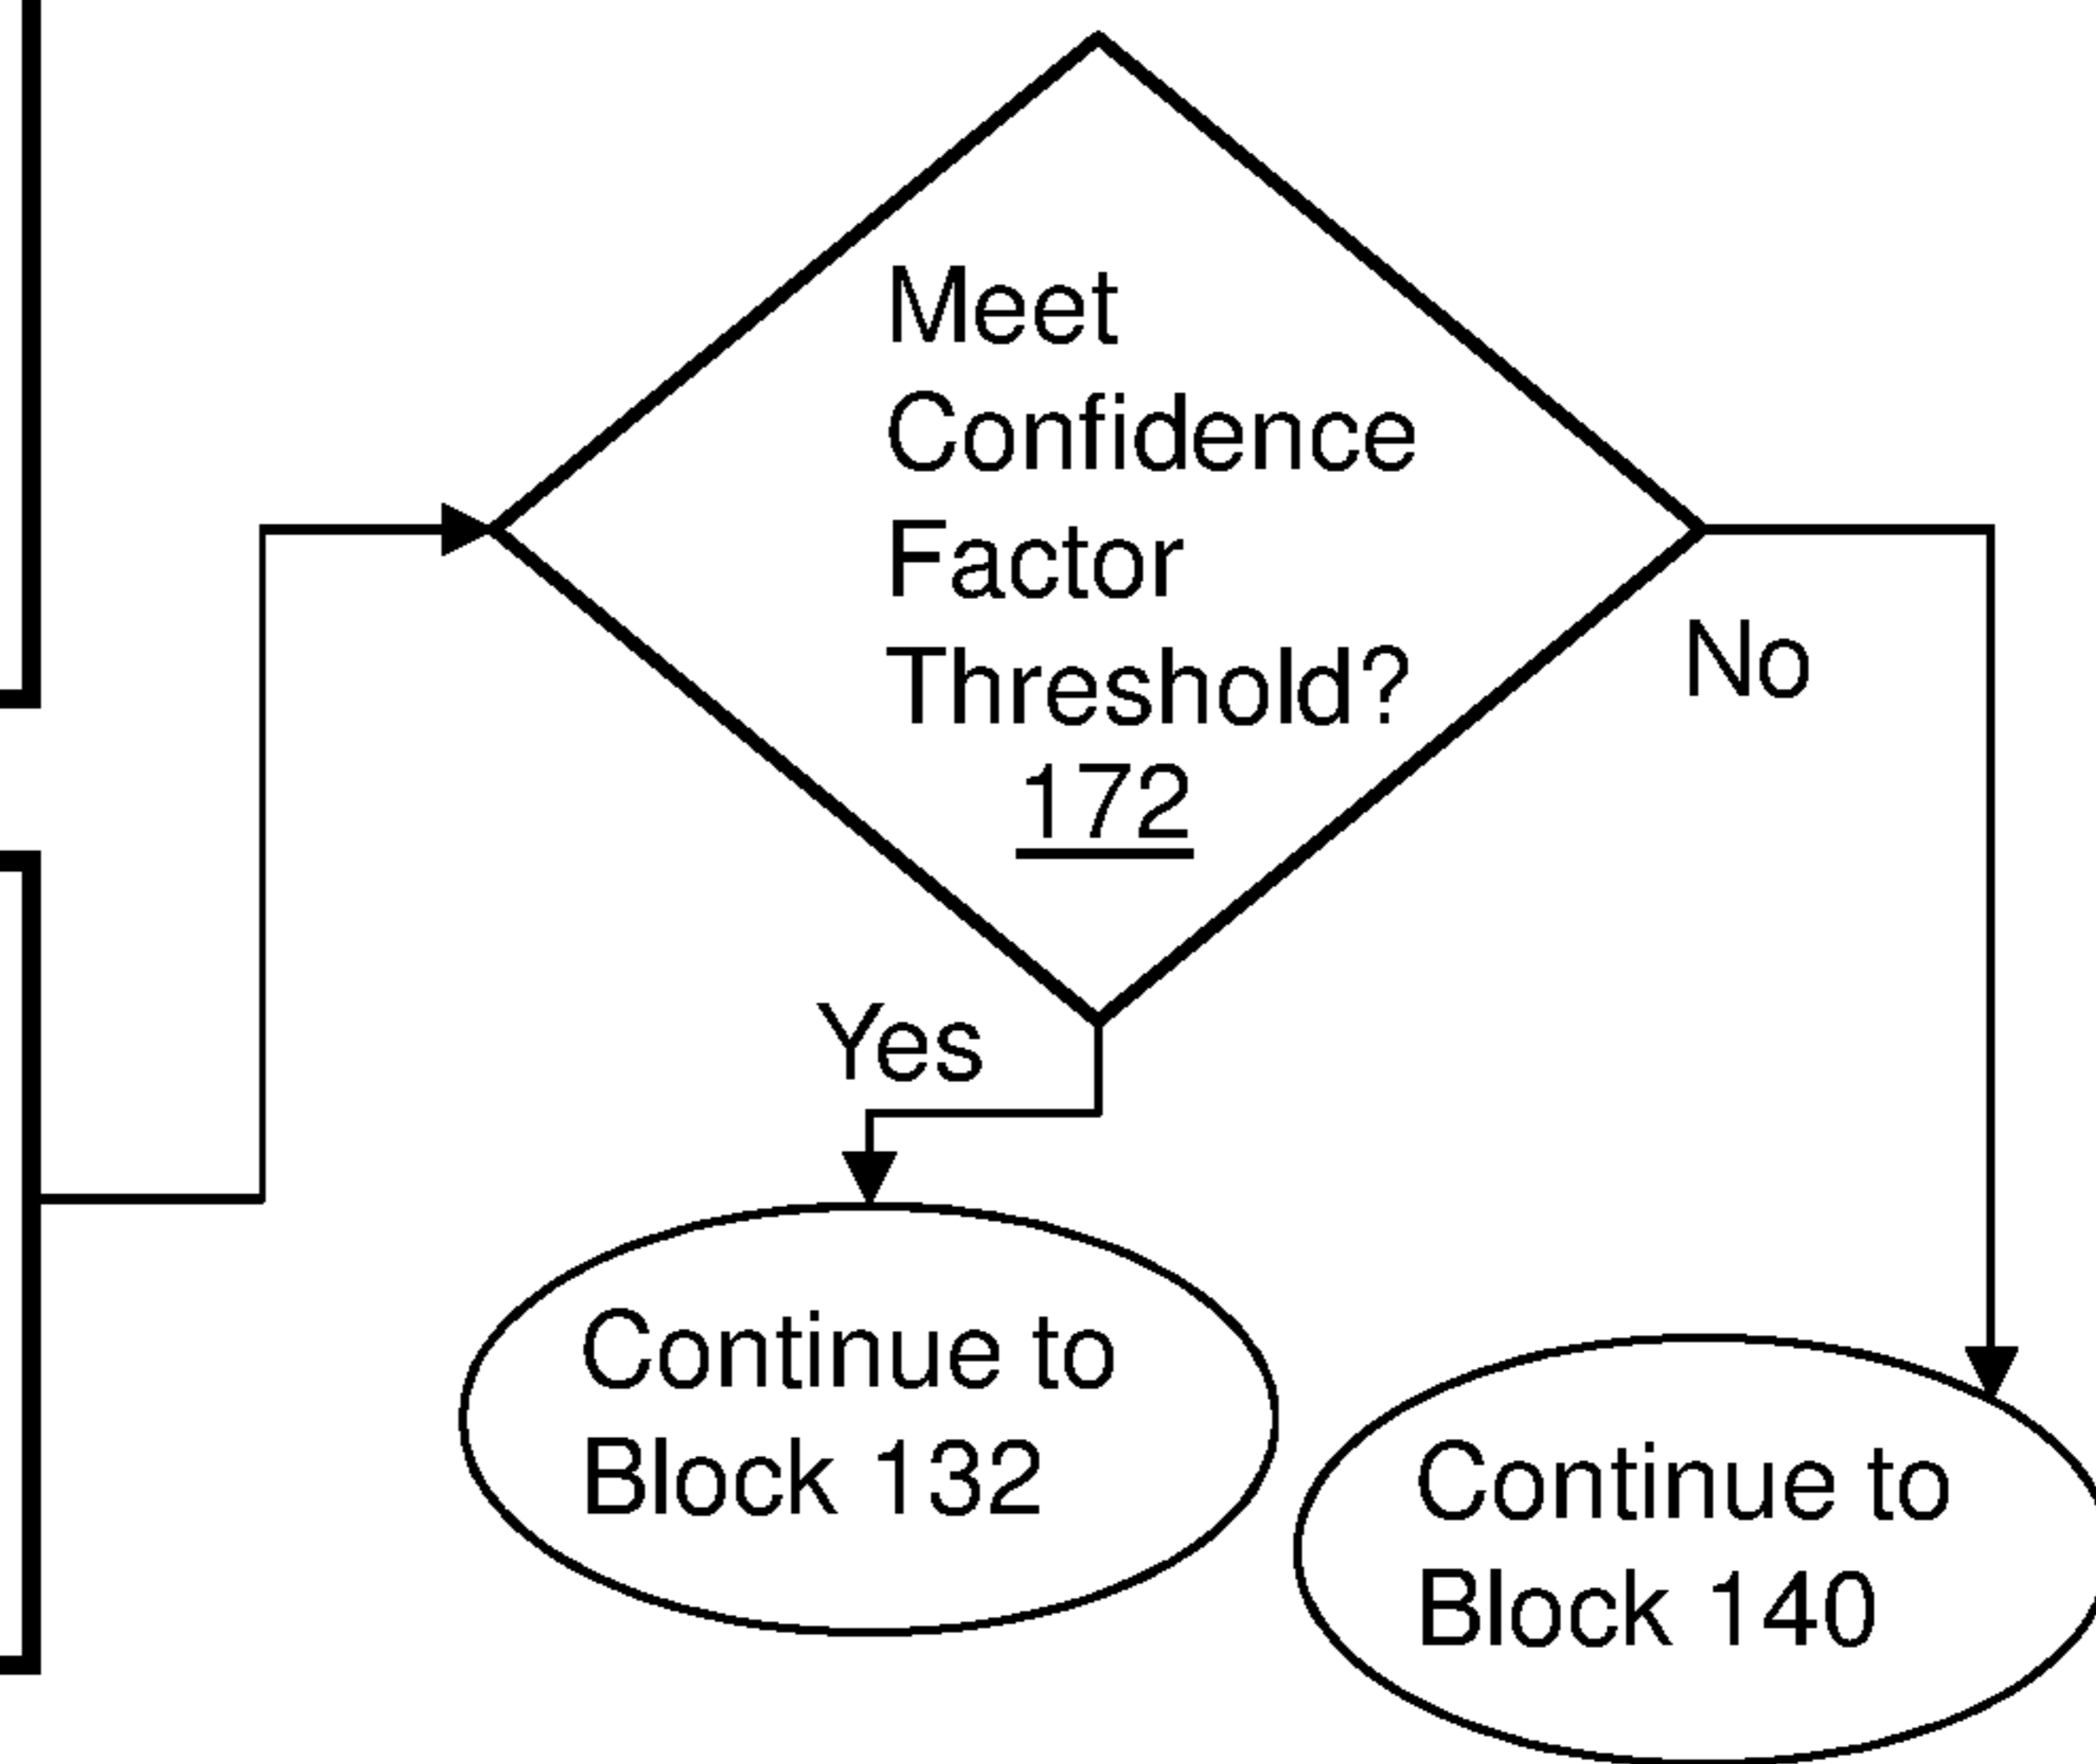 Meet
Confidence
Factor
Threshold?
172
No
Yes
Continue to
Block 132
Continue to
Block 140